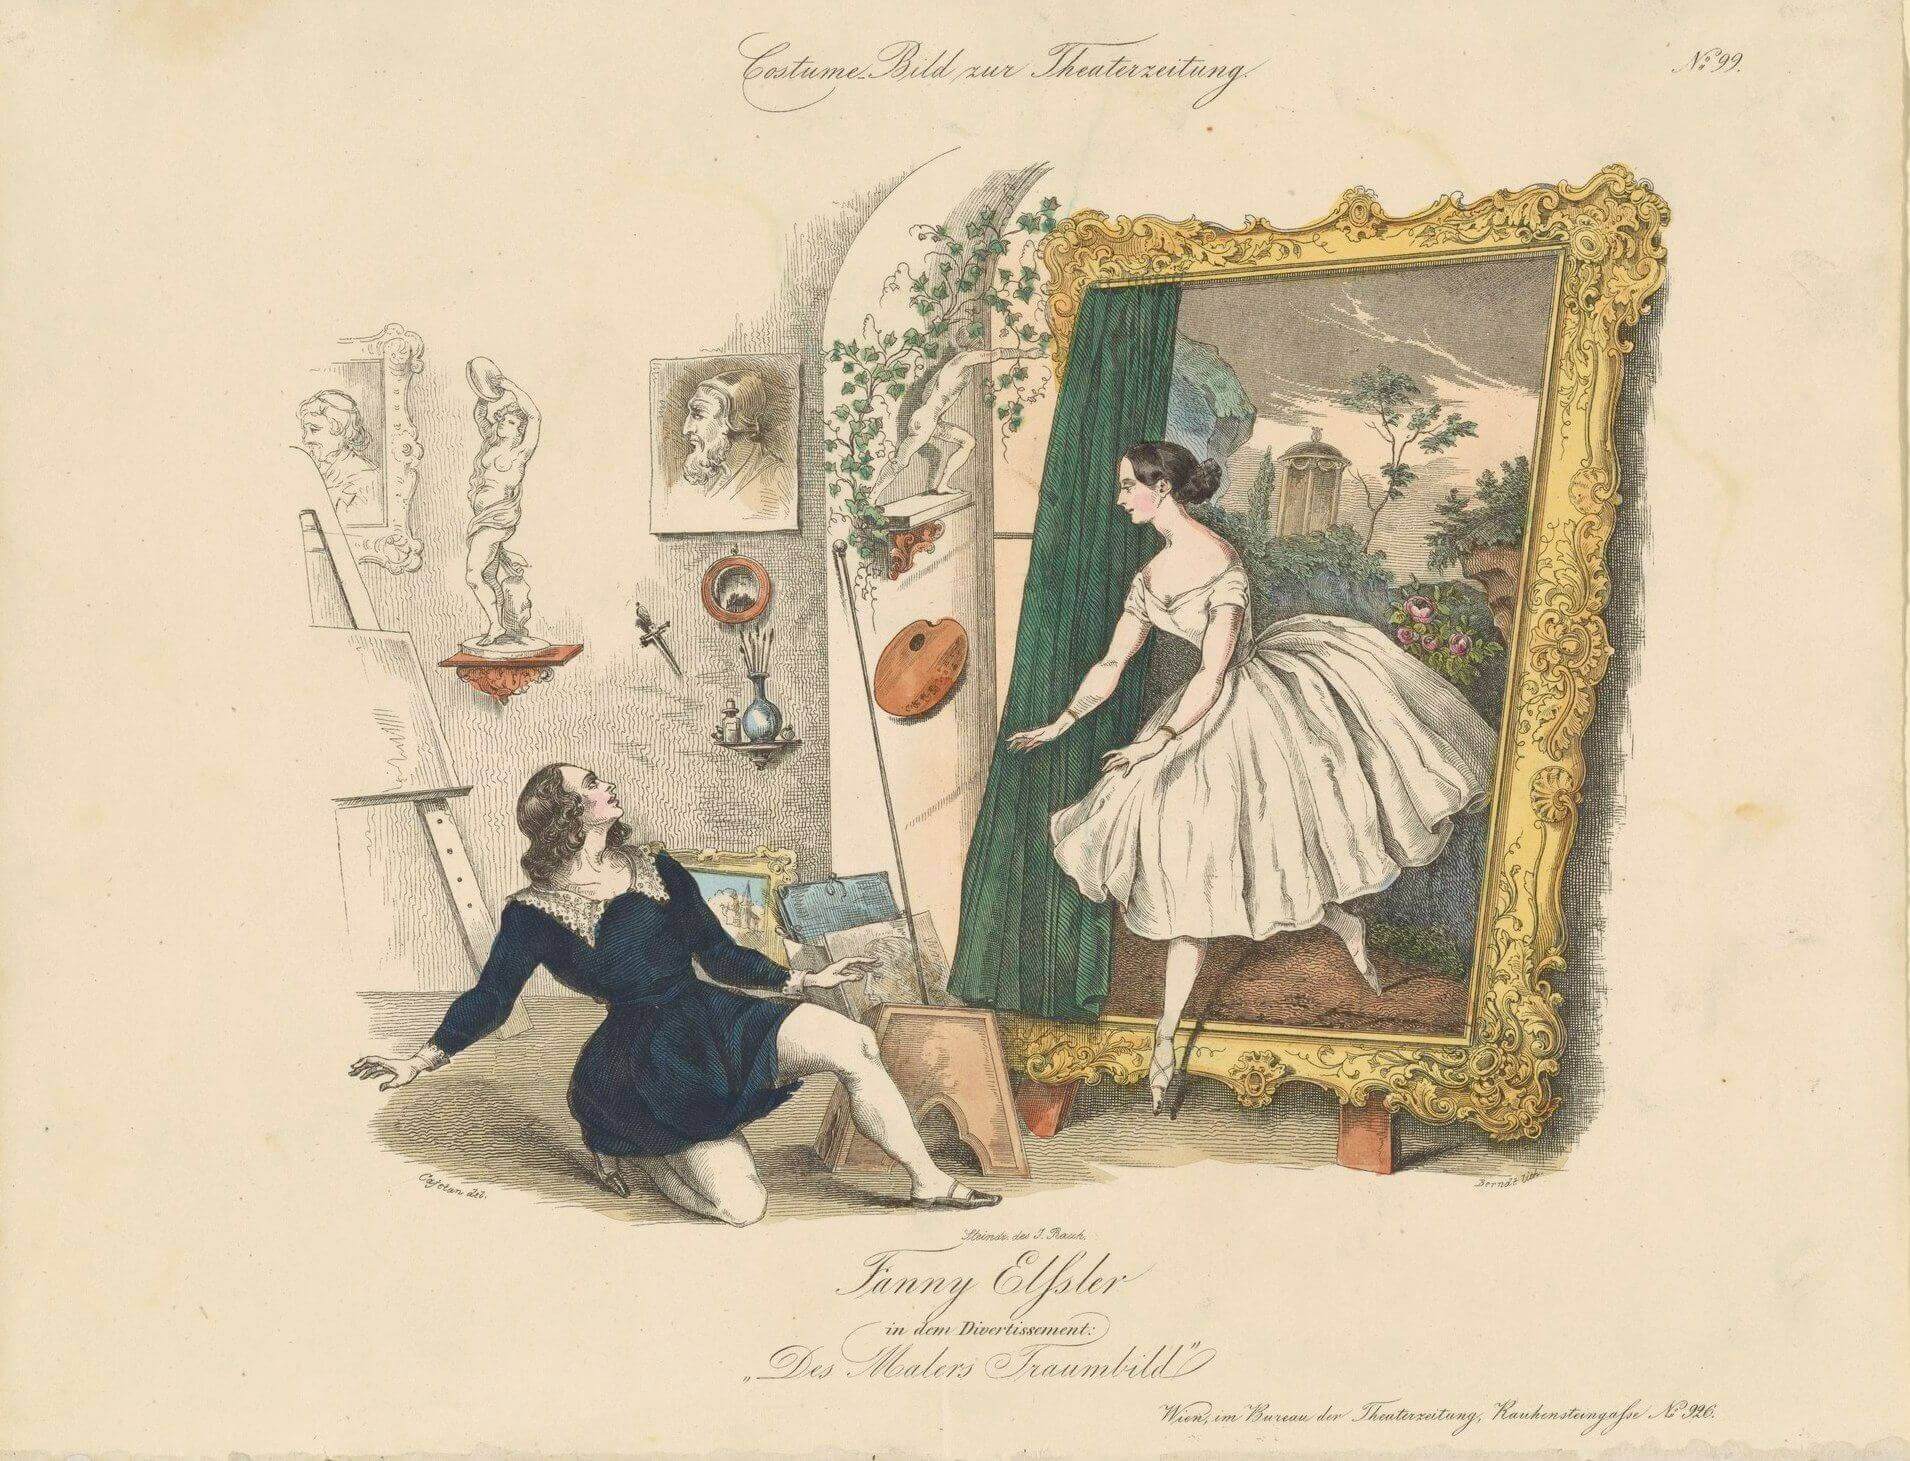 Costume-Bild zur Theaterzeitung.
No. 99.
Cajetan del.
Berndt lith.
Steindr. des J. Rauh.
Fanny Elſsler
in dem Divertissement:
„Des Malers Traumbild"
Wien, im Bureau der Theaterzeitung, Rauhensteingaſse No 926.